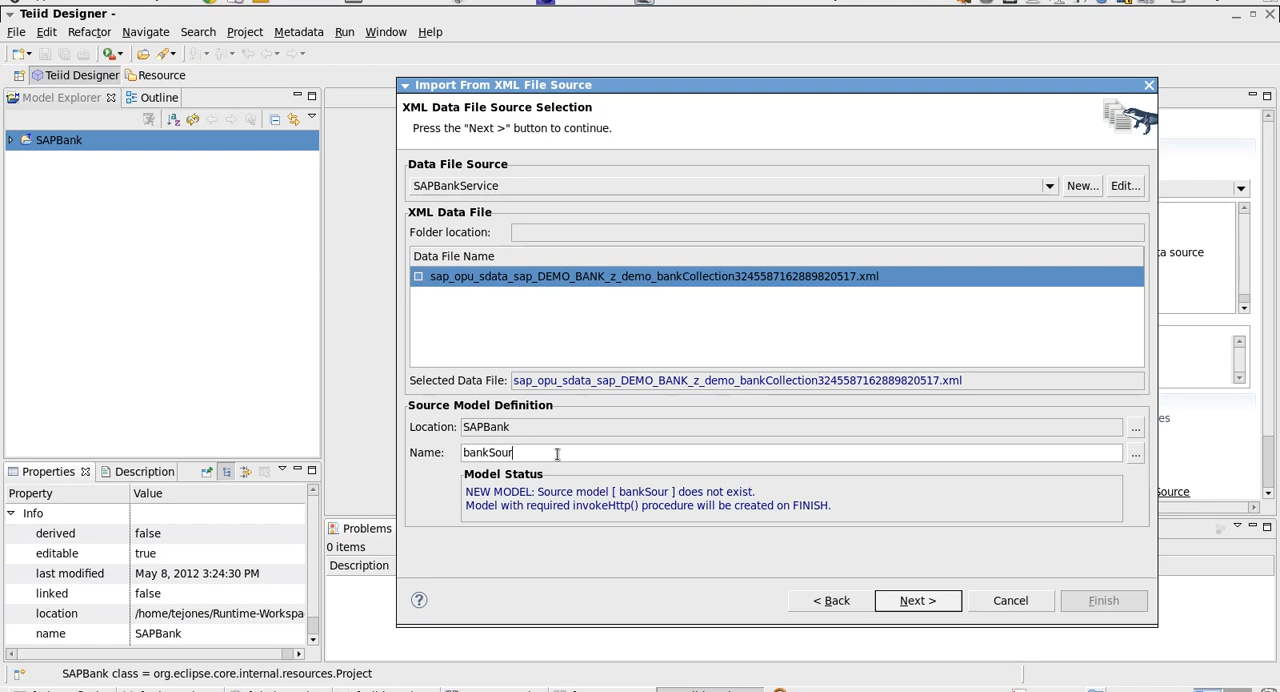 Teiid Designer -
File Edit Refactor Navigate Search Project Metadata Run Window Help
Teiid Designer Resource
Model Explorer Outline
SAPBank
Import From XML File Source
XML Data File Source Selection
Press the "Next >" button to continue.
Data File Source
SAPBankService New... Edit...
XML Data File
Folder location:
Data File Name
sap_opu_sdata_sap_DEMO_BANK_z_demo_bankCollection3245587162889820517.xml
Selected Data File: sap_opu_sdata_sap_DEMO_BANK_z_demo_bankCollection3245587162889820517.xml
Source Model Definition
Location: SAPBank ...
Name: bankSour ...
Model Status
NEW MODEL: Source model [ bankSour ] does not exist.
Model with required invokeHttp() procedure will be created on FINISH.
< Back Next > Cancel Finish
ta source
es
Source
Properties Description
Property Value
Info
derived false
editable true
last modified May 8, 2012 3:24:30 PM
linked false
location /home/tejones/Runtime-Workspa
name SAPBank
Problems
0 items
Description
SAPBank class = org.eclipse.core.internal.resources.Project